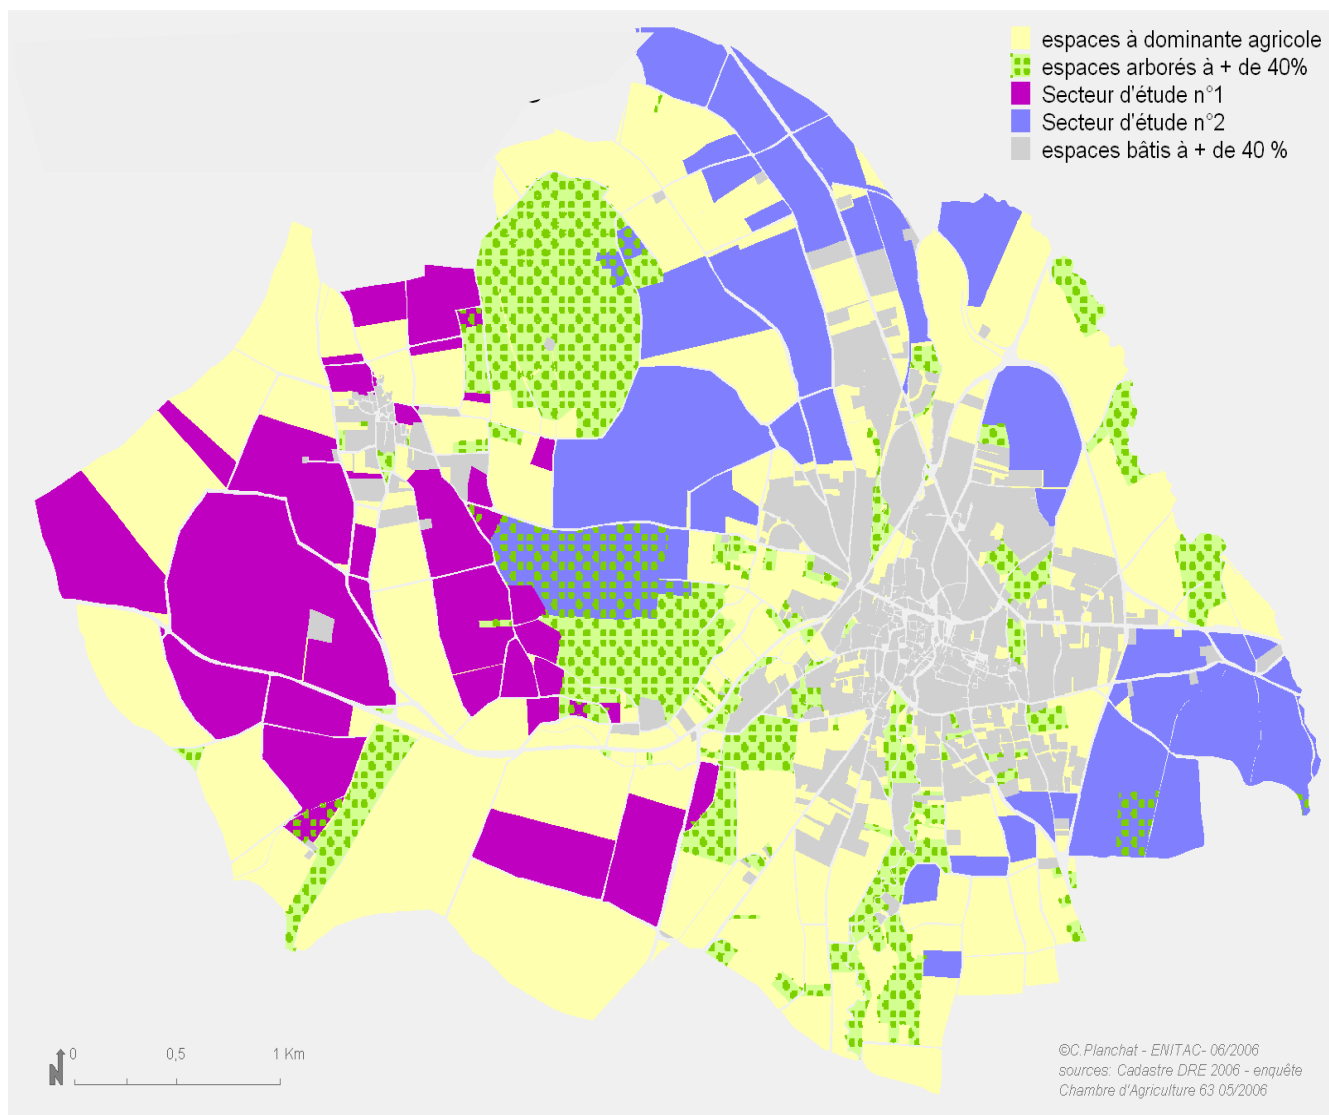 espaces à dominante agricole
espaces arborés à + de 40%
Secteur d'étude n°1
Secteur d'étude n°2
espaces bâtis à + de 40 %
N
0 0,5 1 Km
©C.Planchat - ENITAC- 06/2006
sources: Cadastre DRE 2006 - enquête
Chambre d'Agriculture 63 05/2006